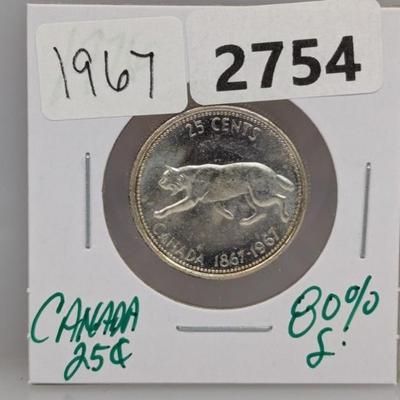 1967
2754
25 CENTS
CANADA 1867-1967
CANADA
25¢
80%
S.